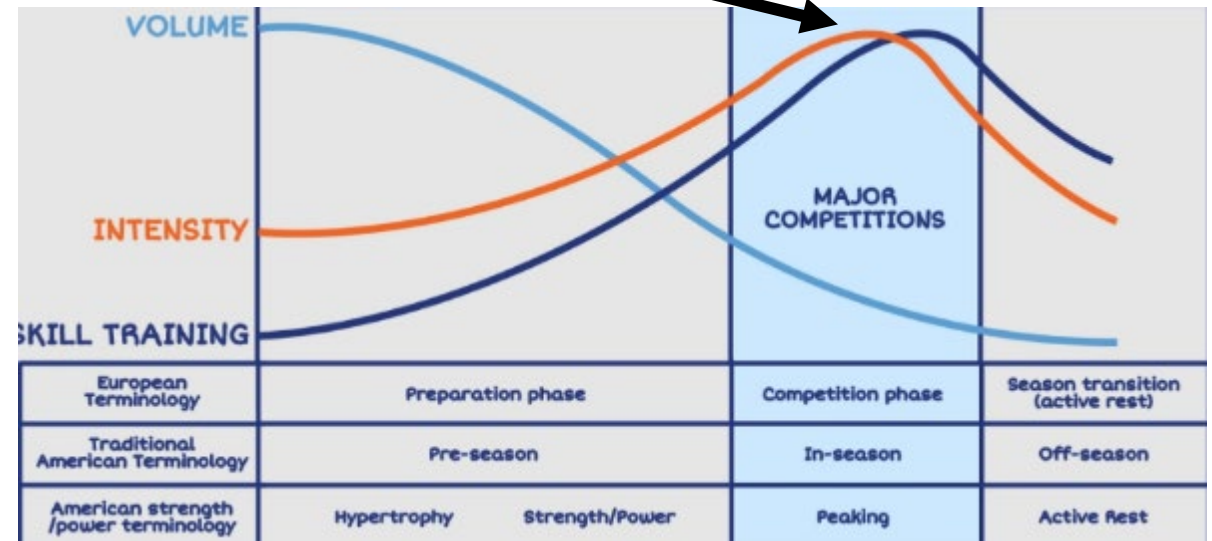 VOLUME
INTENSITY
SKILL TRAINING
MAJOR
COMPETITIONS
European
Terminology
Preparation phase
Competition phase
Season transition
(active rest)
Traditional
American Terminology
Pre-season
In-season
Off-season
American strength
/power terminology
Hypertrophy
Strength/Power
Peaking
Active Rest